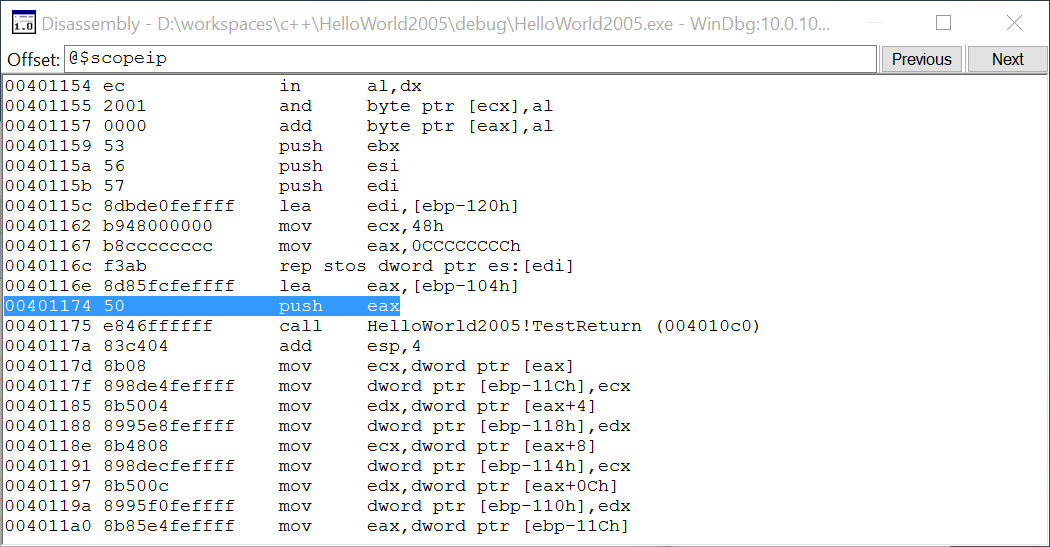 1.0 Disassembly - D:\workspaces\c++\HelloWorld2005\debug\HelloWorld2005.exe - WinDbg:10.0.10...
Offset: @$scopeip Previous Next
00401154 ec in al,dx
00401155 2001 and byte ptr [ecx],al
00401157 0000 add byte ptr [eax],al
00401159 53 push ebx
0040115a 56 push esi
0040115b 57 push edi
0040115c 8dbde0feffff lea edi,[ebp-120h]
00401162 b948000000 mov ecx,48h
00401167 b8cccccccc mov eax,0CCCCCCCCh
0040116c f3ab rep stos dword ptr es:[edi]
0040116e 8d85fcfeffff lea eax,[ebp-104h]
00401174 50 push eax
00401175 e846ffffff call HelloWorld2005!TestReturn (004010c0)
0040117a 83c404 add esp,4
0040117d 8b08 mov ecx,dword ptr [eax]
0040117f 898de4feffff mov dword ptr [ebp-11Ch],ecx
00401185 8b5004 mov edx,dword ptr [eax+4]
00401188 8995e8feffff mov dword ptr [ebp-118h],edx
0040118e 8b4808 mov ecx,dword ptr [eax+8]
00401191 898decfeffff mov dword ptr [ebp-114h],ecx
00401197 8b500c mov edx,dword ptr [eax+0Ch]
0040119a 8995f0feffff mov dword ptr [ebp-110h],edx
004011a0 8b85e4feffff mov eax,dword ptr [ebp-11Ch]